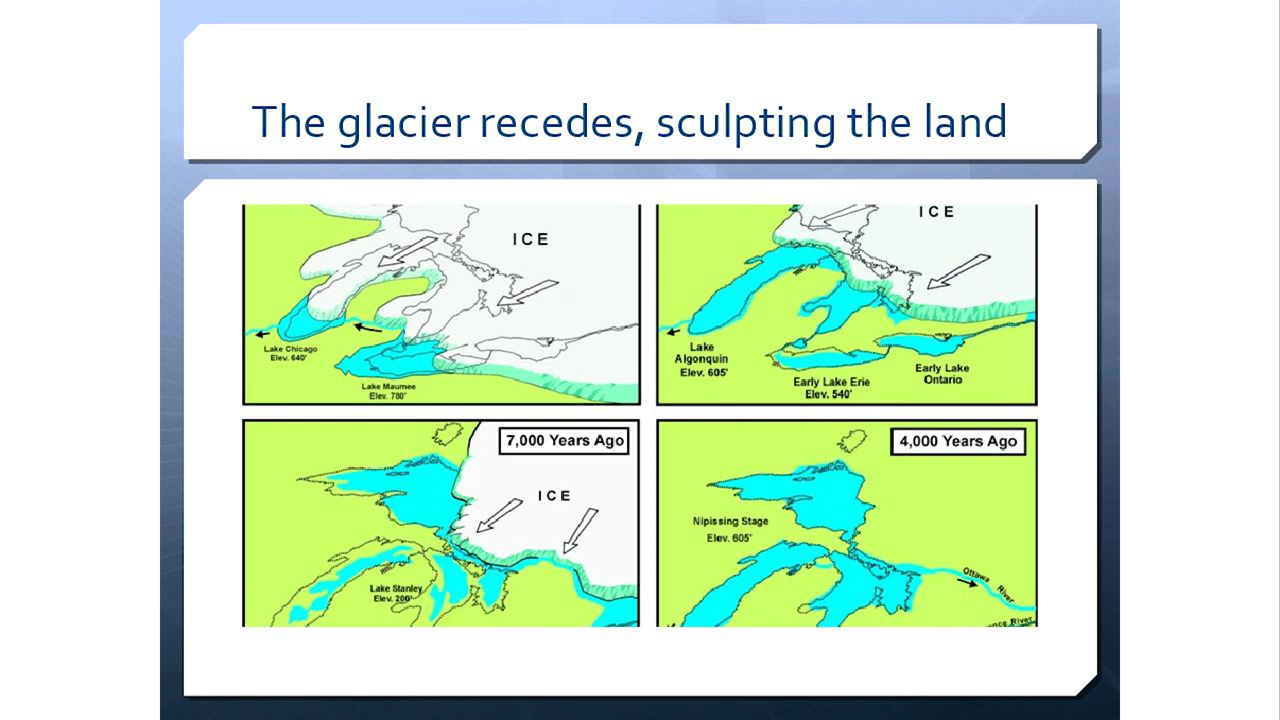 The glacier recedes, sculpting the land
ICE
Lake Chicago
Elev. 640'
Lake Maumee
Elev. 780'
ICE
Lake
Algonquin
Elev. 605'
Early Lake Erie
Elev. 540'
Early Lake
Ontario
7,000 Years Ago
ICE
Lake Stanley
Elev. 200'
4,000 Years Ago
Nipissing Stage
Elev. 605'
Ottawa
River
ence River